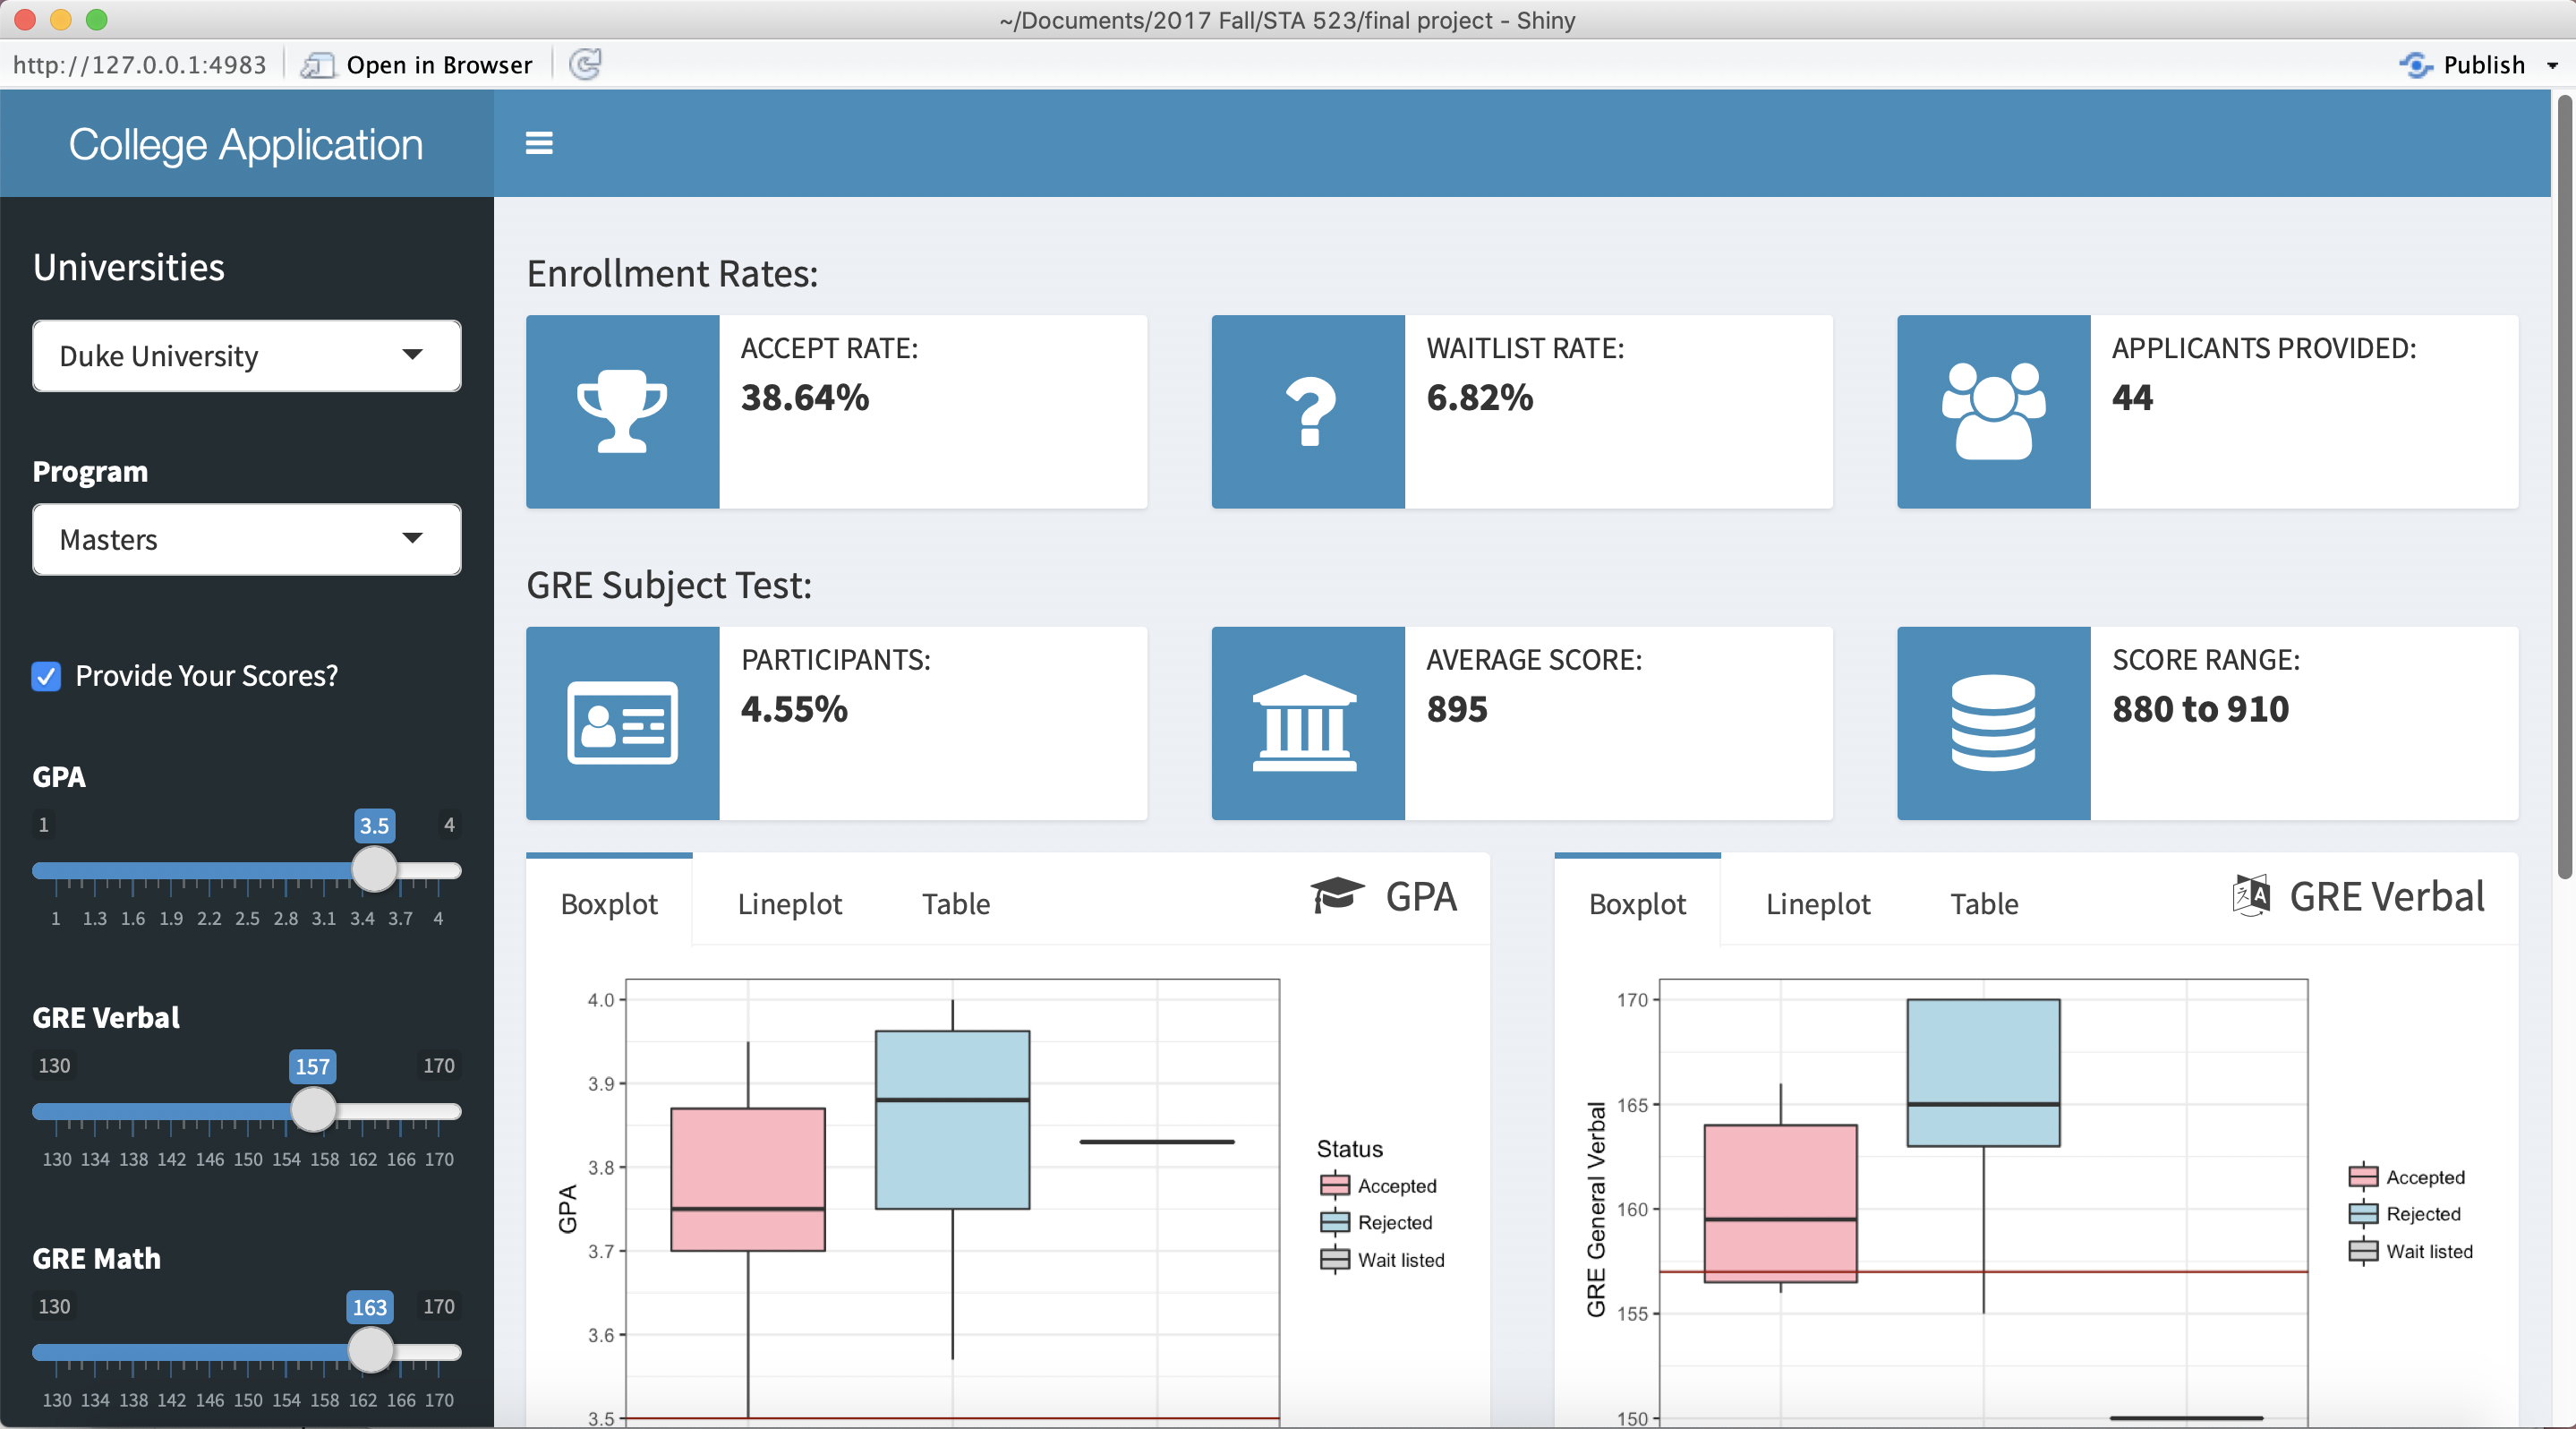 ~/Documents/2017 Fall/STA 523/final project - Shiny
http://127.0.0.1:4983
Open in Browser
Publish
College Application
Universities
Duke University
Program
Masters
Provide Your Scores?
GPA
1
3.5
4
1 1.3 1.6 1.9 2.2 2.5 2.8 3.1 3.4 3.7 4
GRE Verbal
130
157
170
130 134 138 142 146 150 154 158 162 166 170
GRE Math
130
163
170
130 134 138 142 146 150 154 158 162 166 170
Enrollment Rates:
ACCEPT RATE:
38.64%
WAITLIST RATE:
6.82%
APPLICANTS PROVIDED:
44
GRE Subject Test:
PARTICIPANTS:
4.55%
AVERAGE SCORE:
895
SCORE RANGE:
880 to 910
Boxplot
Lineplot
Table
GPA
4.0
3.9
3.8
3.7
3.6
3.5
GPA
Status
Accepted
Rejected
Wait listed
Boxplot
Lineplot
Table
GRE Verbal
170
165
160
155
150
GRE General Verbal
Accepted
Rejected
Wait listed